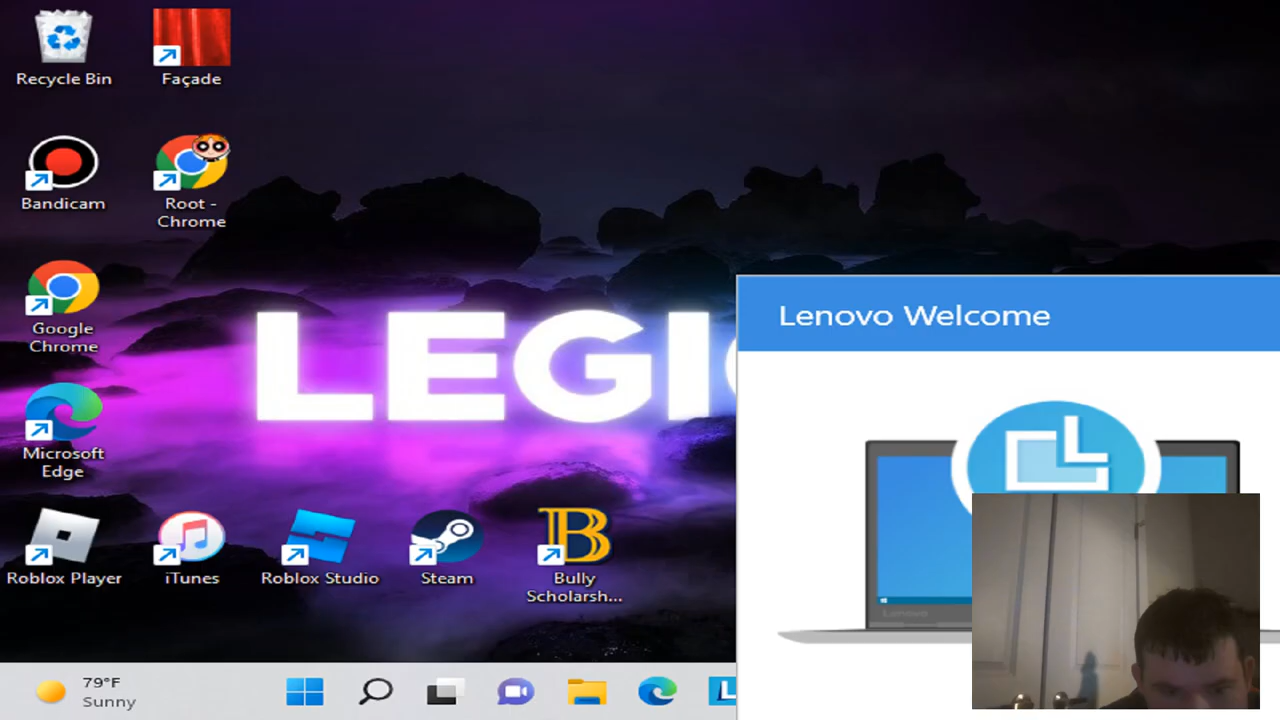 Recycle Bin
Façade
Bandicam
Root -
Chrome
Google
Chrome
LEGI
Lenovo Welcome
Microsoft
Edge
Lenovo
Roblox Player
iTunes
Roblox Studio
Steam
B
Bully
Scholarsh...
79°F
Sunny
L